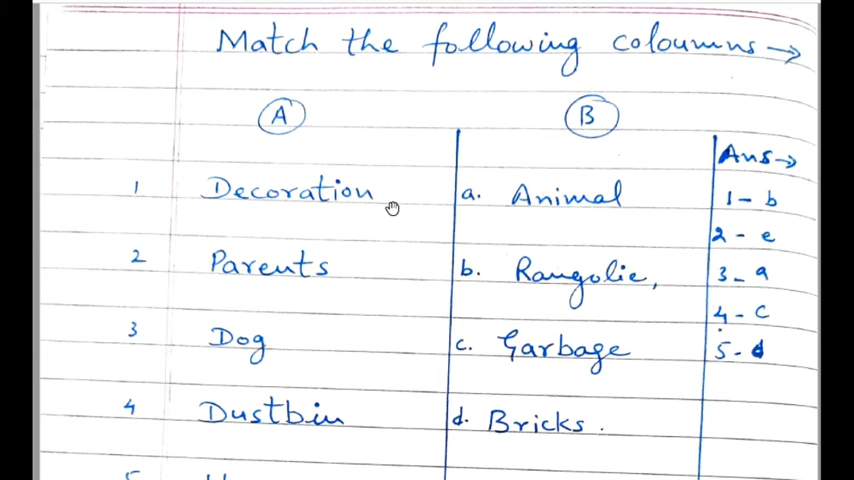 Match the following coloumns →
A B
Ans →
1 Decoration a. Animal 1 - b
2 - e
2 Parents b. Rangolie, 3 - a
4 - c
3 Dog c. Garbage 5 - d
4 Dustbin d. Bricks.
5